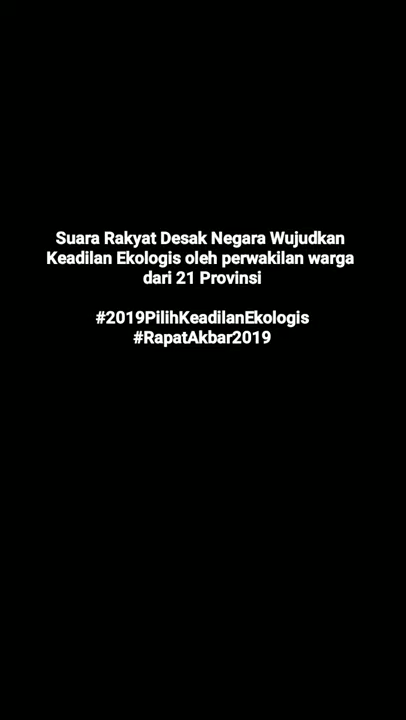 Suara Rakyat Desak Negara Wujudkan
Keadilan Ekologis oleh perwakilan warga
dari 21 Provinsi
#2019PilihKeadilanEkologis
#RapatAkbar2019